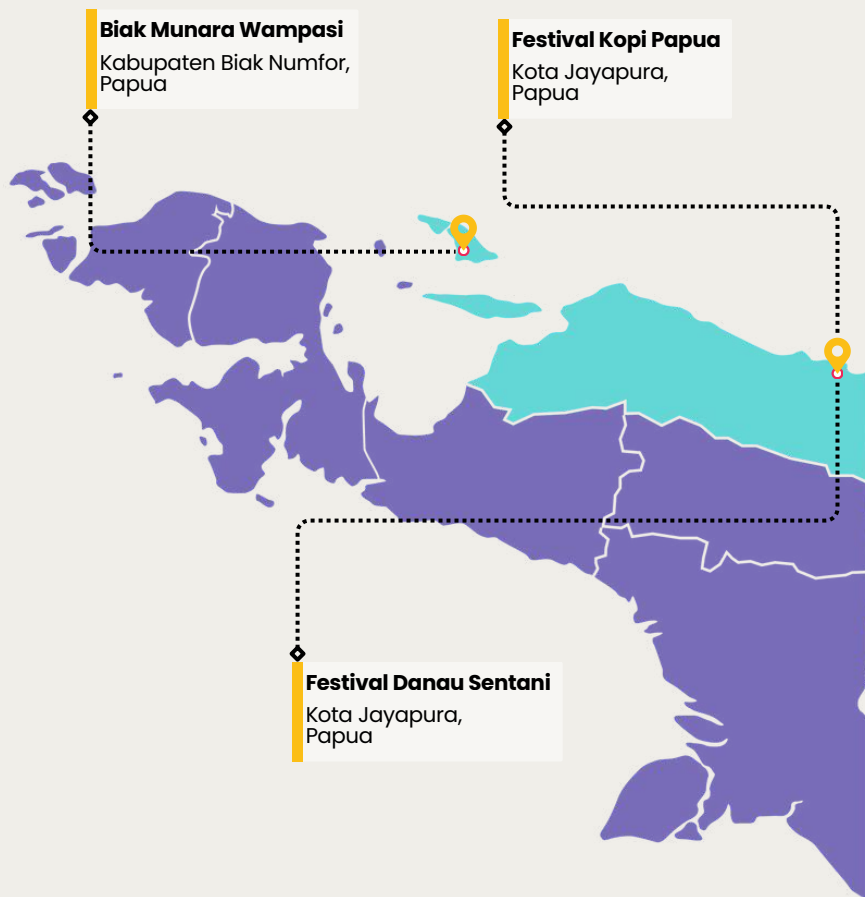 Biak Munara Wampasi
Kabupaten Biak Numfor,
Papua
Festival Kopi Papua
Kota Jayapura,
Papua
Festival Danau Sentani
Kota Jayapura,
Papua